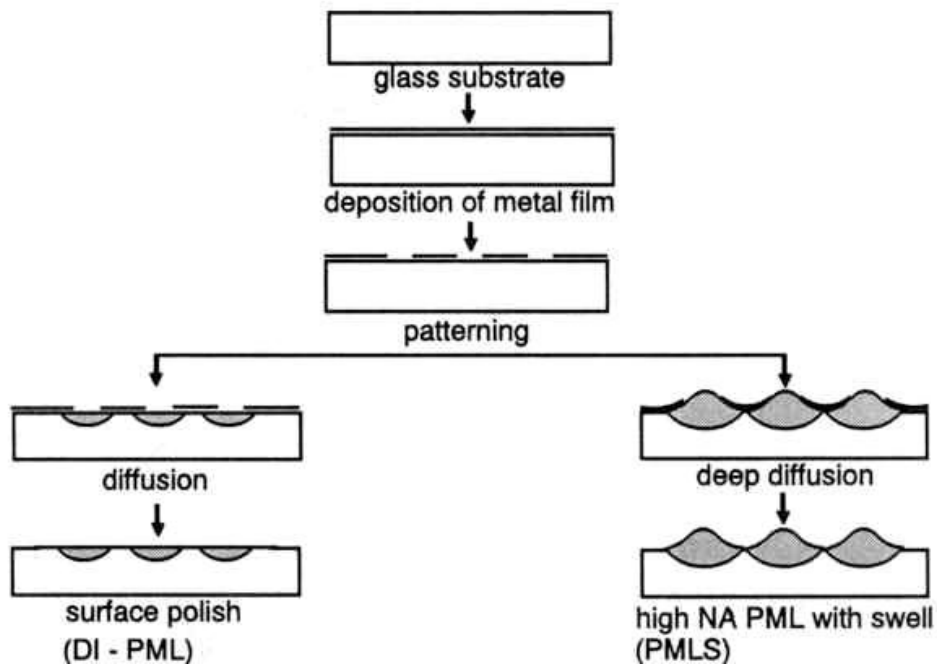 glass substrate
deposition of metal film
patterning
diffusion
deep diffusion
surface polish
(DI - PML)
high NA PML with swell
(PMLS)